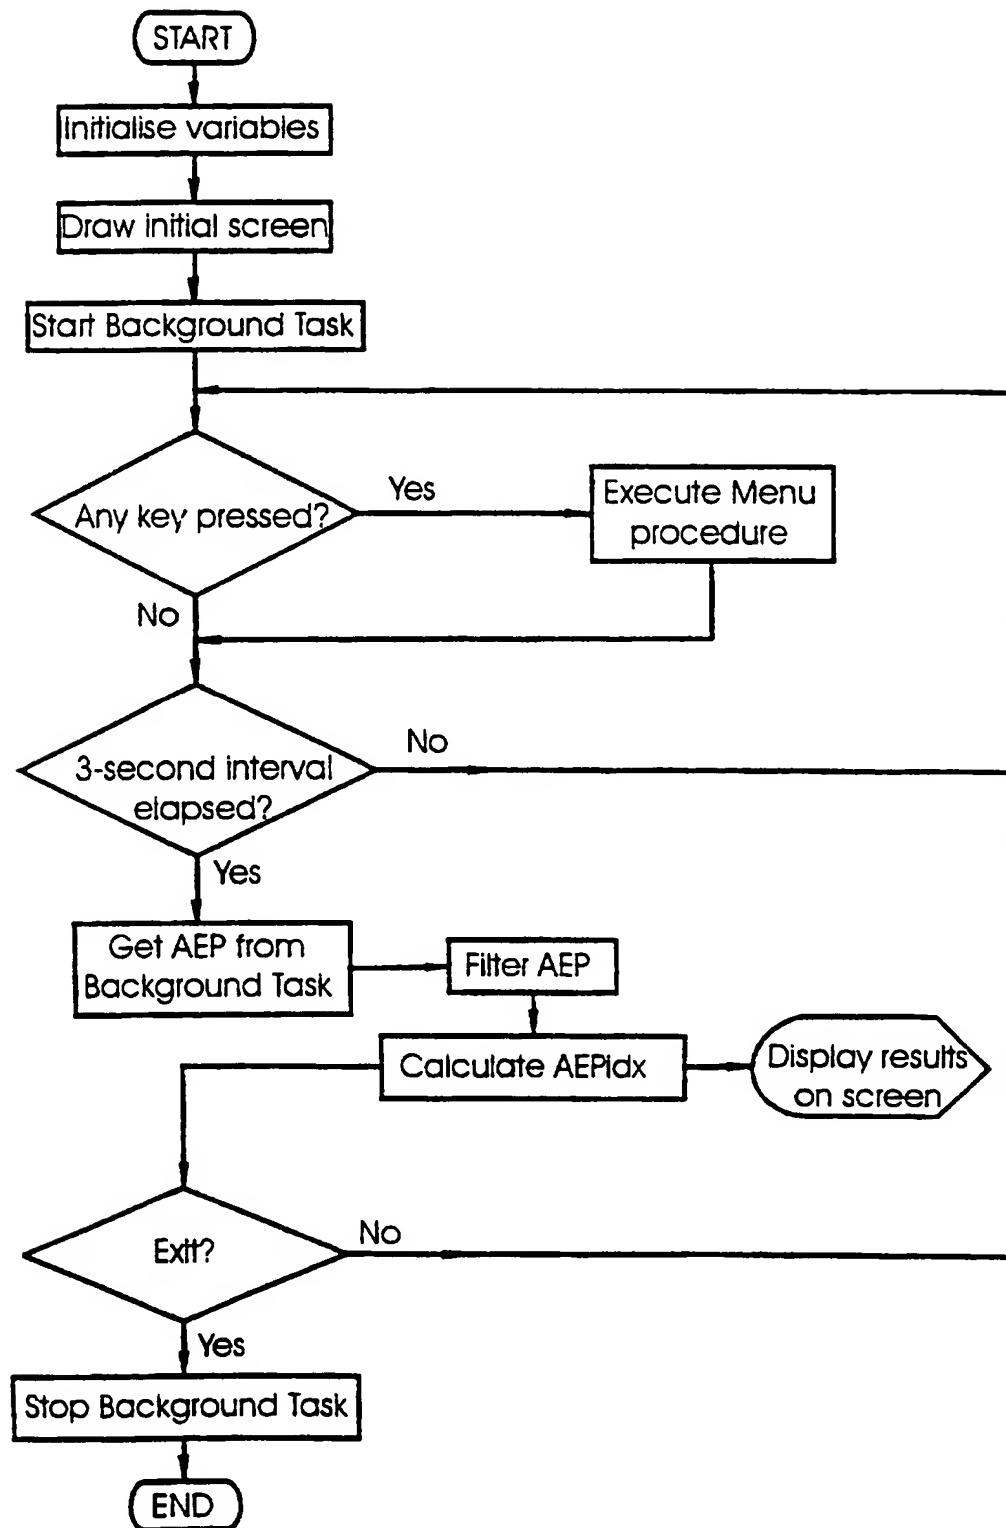 START
Initialise variables
Draw initial screen
Start Background Task
Any key pressed?
Yes
Execute Menu
procedure
No
3-second interval
elapsed?
No
Yes
Get AEP from
Background Task
Filter AEP
Calculate AEPidx
Display results
on screen
Exit?
No
Yes
Stop Background Task
END